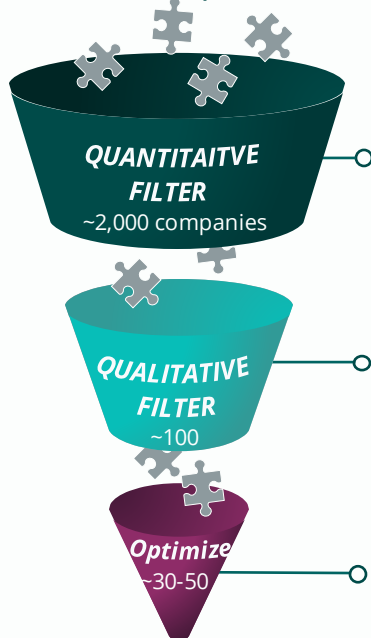 QUANTITAITVE
FILTER
~2,000 companies
QUALITATIVE
FILTER
~100
Optimize
~30-50